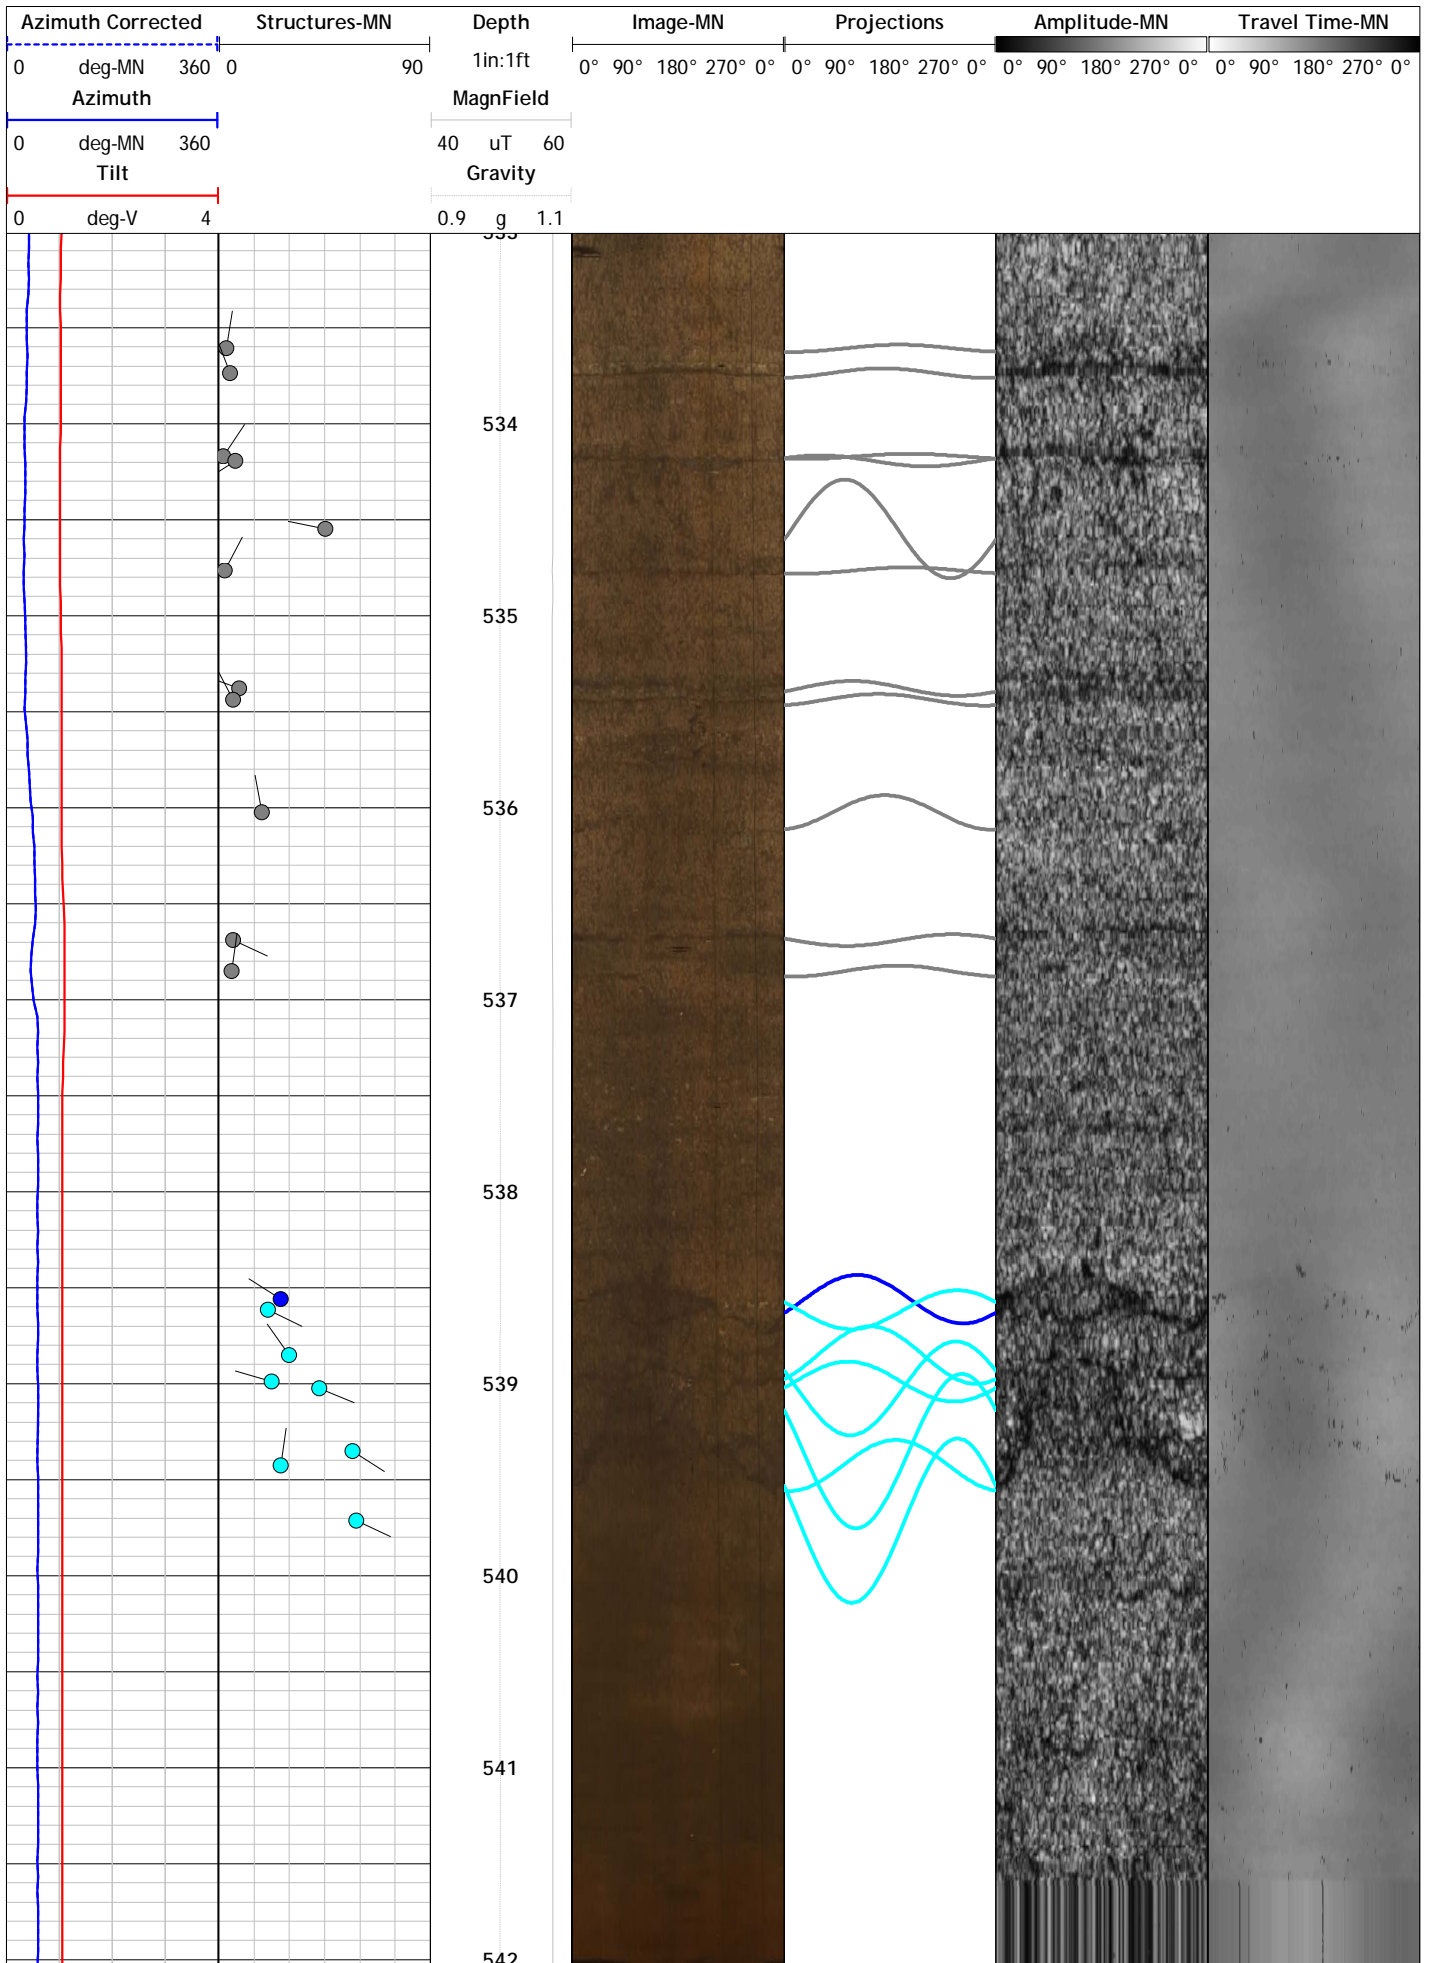 Azimuth Corrected Structures-MN Depth Image-MN Projections Amplitude-MN Travel Time-MN
1in:1ft
0 deg-MN 360 0 90 0° 90° 180° 270° 0° 0° 90° 180° 270° 0° 0° 90° 180° 270° 0° 0° 90° 180° 270° 0°
Azimuth MagnField
0 deg-MN 360 40 uT 60
Tilt Gravity
0 deg-V 4 0.9 g 1.1
533
534
535
536
537
538
539
540
541
542